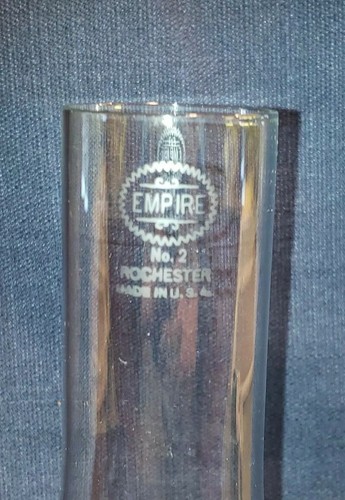 EMPIRE
No. 2
ROCHESTER
MADE IN U.S.A.